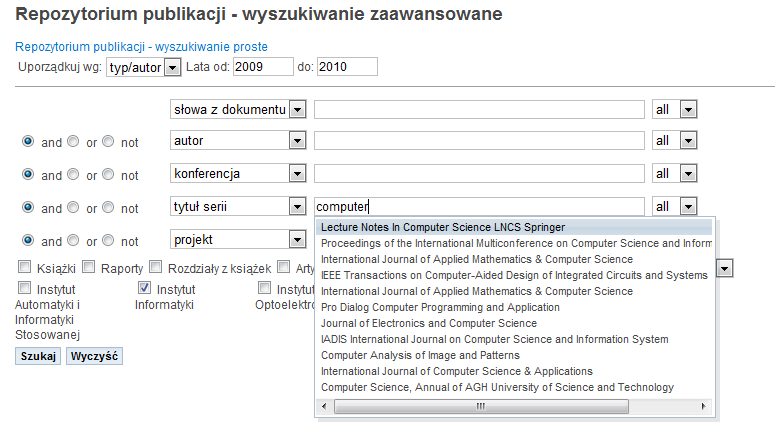 Repozytorium publikacji - wyszukiwanie zaawansowane
Repozytorium publikacji - wyszukiwanie proste
Uporządkuj wg: typ/autor Lata od: 2009 do: 2010
słowa z dokumentu all
and or not autor all
and or not konferencja all
and or not tytuł serii computer all
and or not projekt
Lecture Notes In Computer Science LNCS Springer
Proceedings of the International Multiconference on Computer Science and Inform
International Journal of Applied Mathematics & Computer Science
IEEE Transactions on Computer-Aided Design of Integrated Circuits and Systems
International Journal of Applied Mathematics & Computer Science
Pro Dialog Computer Programming and Application
Journal of Electronics and Computer Science
IADIS International Journal on Computer Science and Information System
Computer Analysis of Image and Patterns
International Journal of Computer Science & Applications
Computer Science, Annual of AGH University of Science and Technology
Książki Raporty Rozdziały z książek Arty
Instytut Automatyki i Informatyki Stosowanej
Instytut Informatyki
Instytut Optoelektro
Szukaj Wyczyść